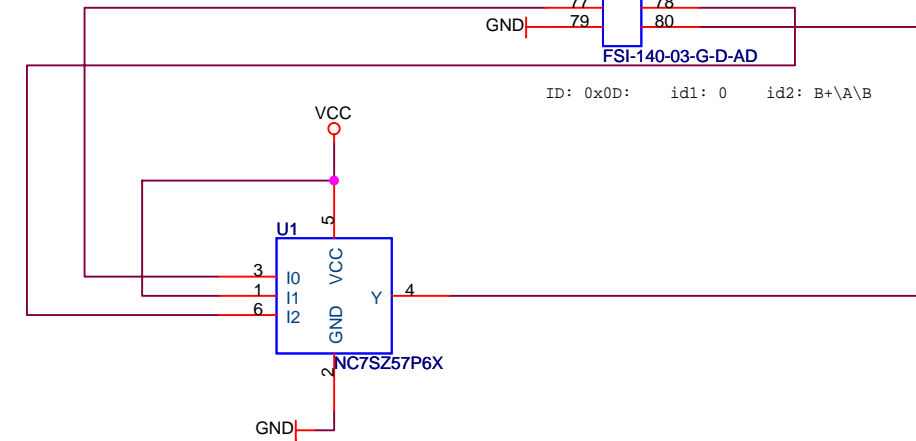 77 78
GND 79 80
FSI-140-03-G-D-AD
ID: 0x0D: id1: 0 id2: B+\A\B
VCC
5
U1
VCC
3 I0
1 I1
6 I2
Y 4
GND
NC7SZ57P6X
2
GND